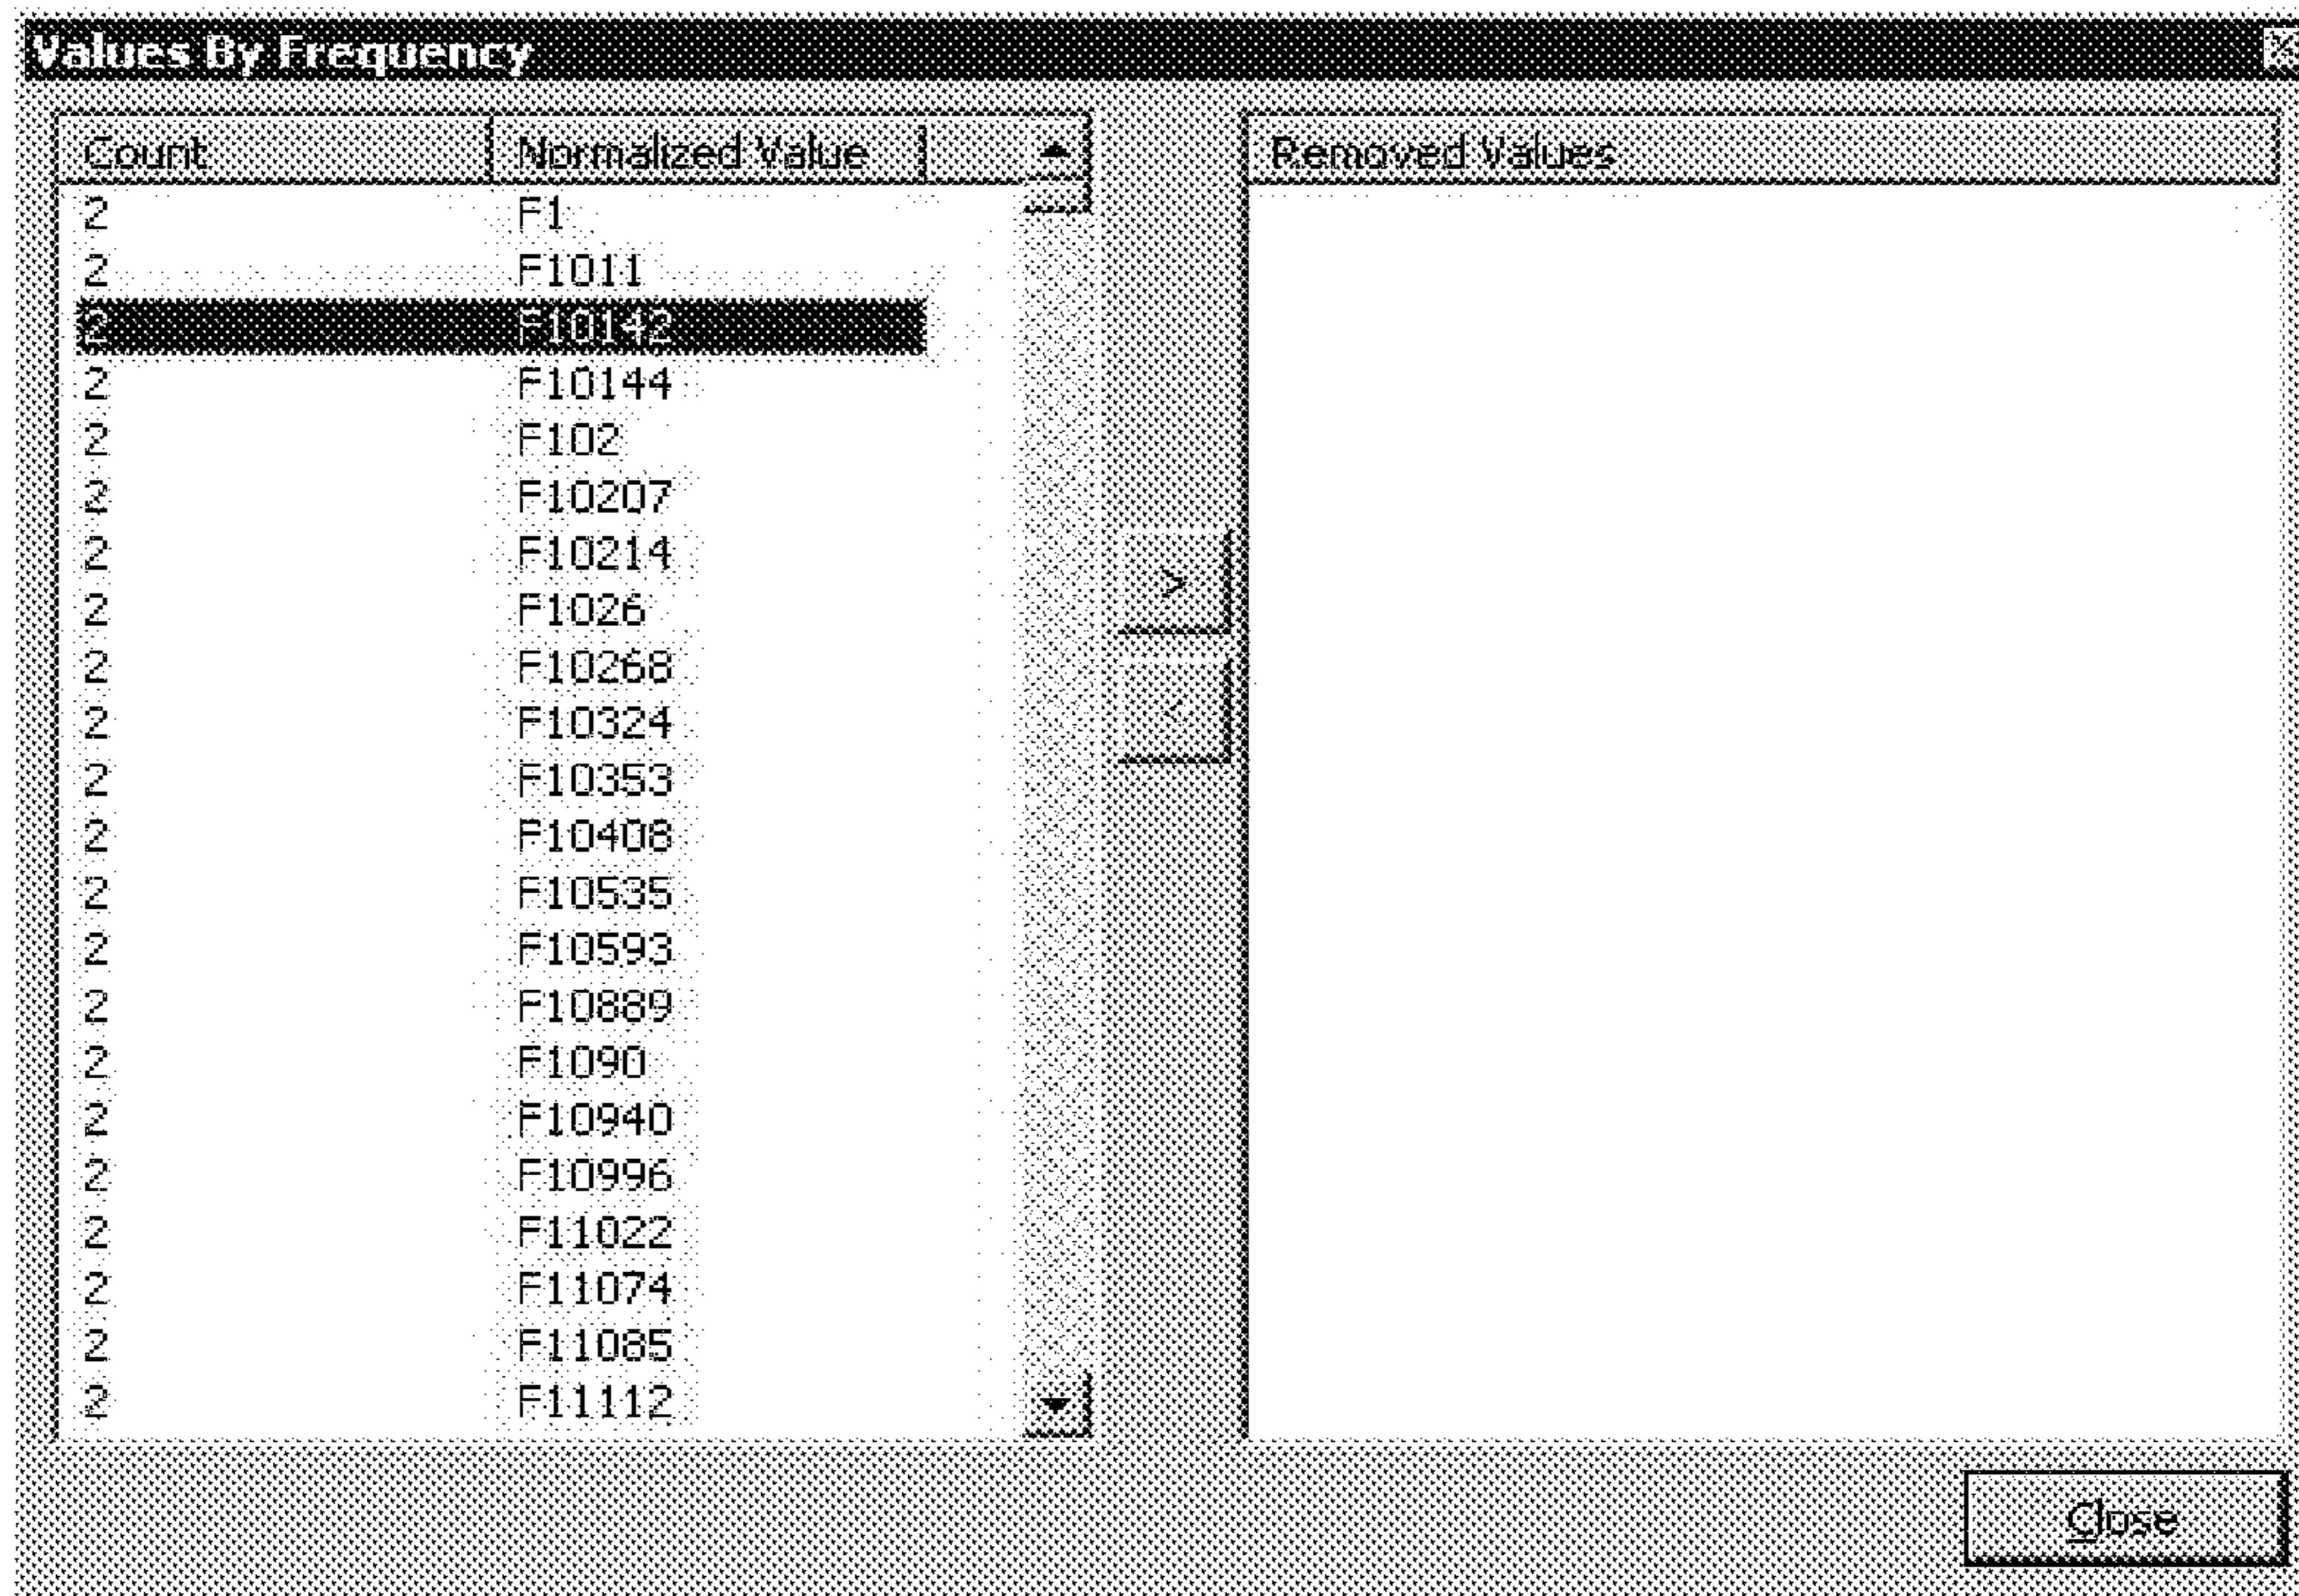 Values By Frequency
Count Normalized Value Removed Values
2 F1
2 F1011
2 F10142
2 F10144
2 F102
2 F10207
2 F10214
2 F1026
2 F10268
2 F10324
2 F10353
2 F10408
2 F10535
2 F10593
2 F10889
2 F1090
2 F10940
2 F10996
2 F11022
2 F11074
2 F11085
2 F11112
>
<
Close